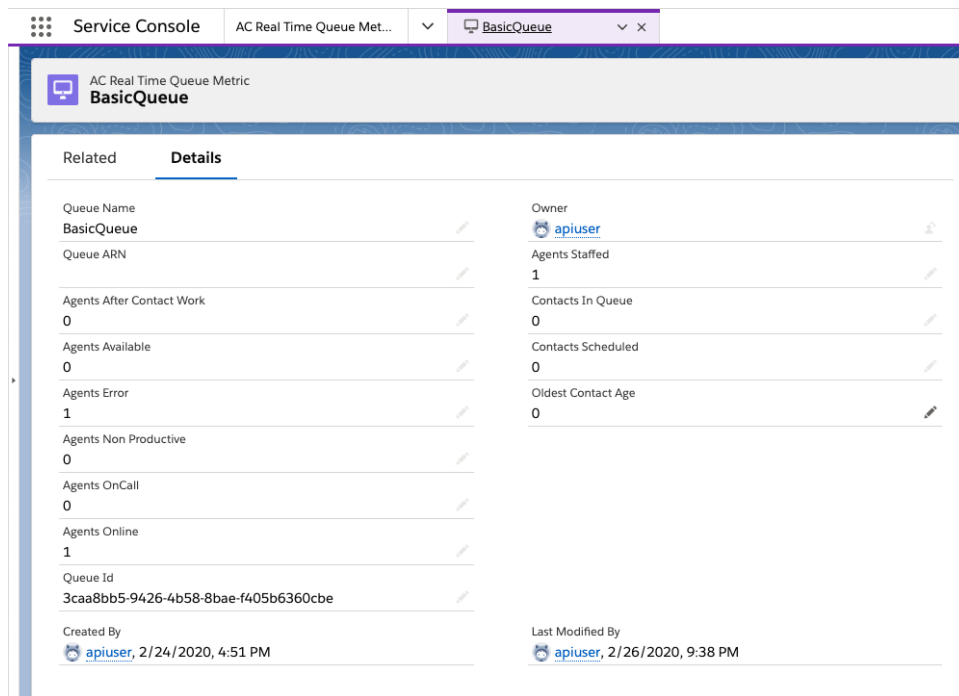 Service Console
AC Real Time Queue Met...
BasicQueue
AC Real Time Queue Metric
BasicQueue
Related
Details
Queue Name
BasicQueue
Queue ARN
Agents After Contact Work
0
Agents Available
0
Agents Error
1
Agents Non Productive
0
Agents OnCall
0
Agents Online
1
Queue Id
3caa8bb5-9426-4b58-8bae-f405b6360cbe
Created By
apiuser, 2/24/2020, 4:51 PM
Owner
apiuser
Agents Staffed
1
Contacts In Queue
0
Contacts Scheduled
0
Oldest Contact Age
0
Last Modified By
apiuser, 2/26/2020, 9:38 PM